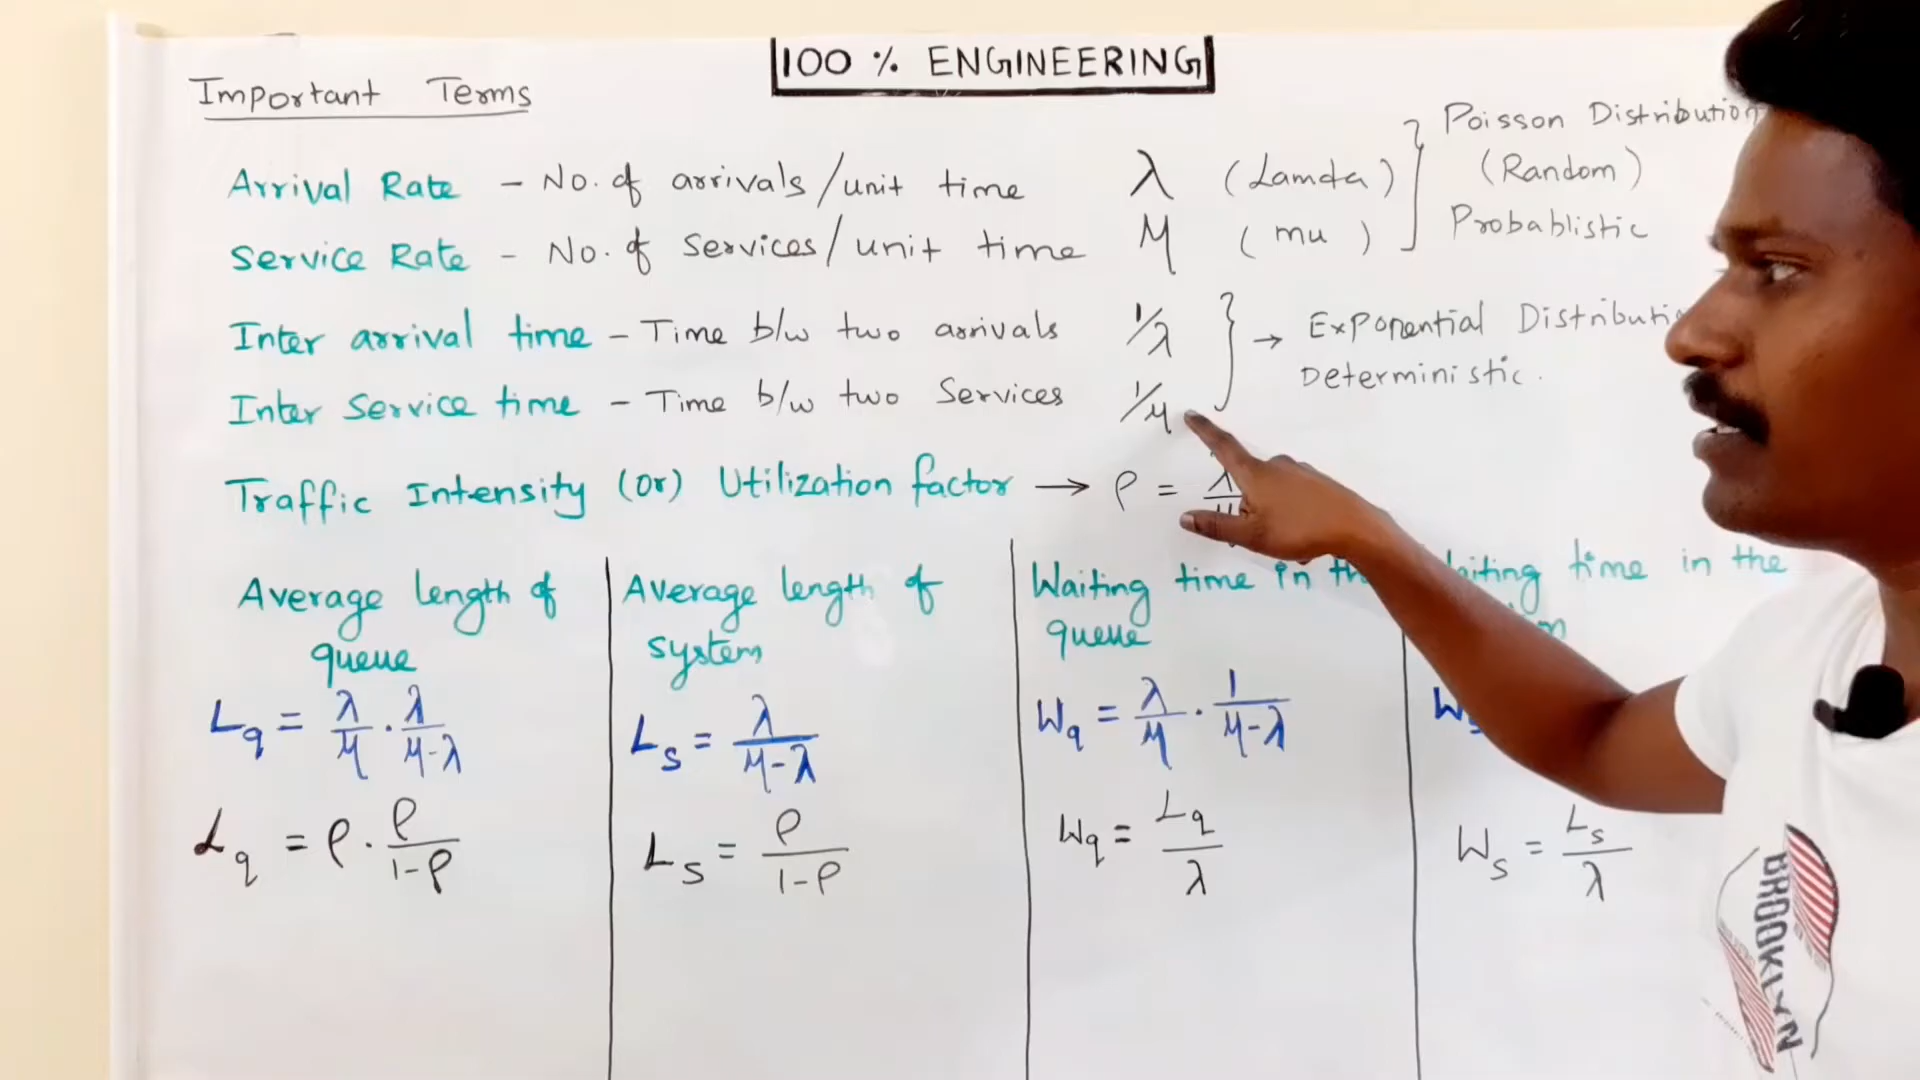 100 % ENGINEERING
Important Terms
Arrival Rate - No. of arrivals/unit time λ (Lamda)
Service Rate - No. of services/unit time μ (mu)
Poisson Distribution
(Random)
Probablistic
Inter arrival time - Time b/w two arrivals 1/λ
Inter Service time - Time b/w two Services 1/μ
→ Exponential
Deterministic.
Traffic Intensity (Or) Utilization factor → ρ = λ/μ
Average length of
queue
Lq = λ/μ · λ/μ-λ
Lq = ρ · ρ/1-ρ
Average length of
system
Ls = λ/μ-λ
Ls = ρ/1-ρ
Waiting time in
queue
Wq = λ/μ · 1/μ-λ
Wq = Lq/λ
time in the
Ws = Ls/λ
BROOKLYN